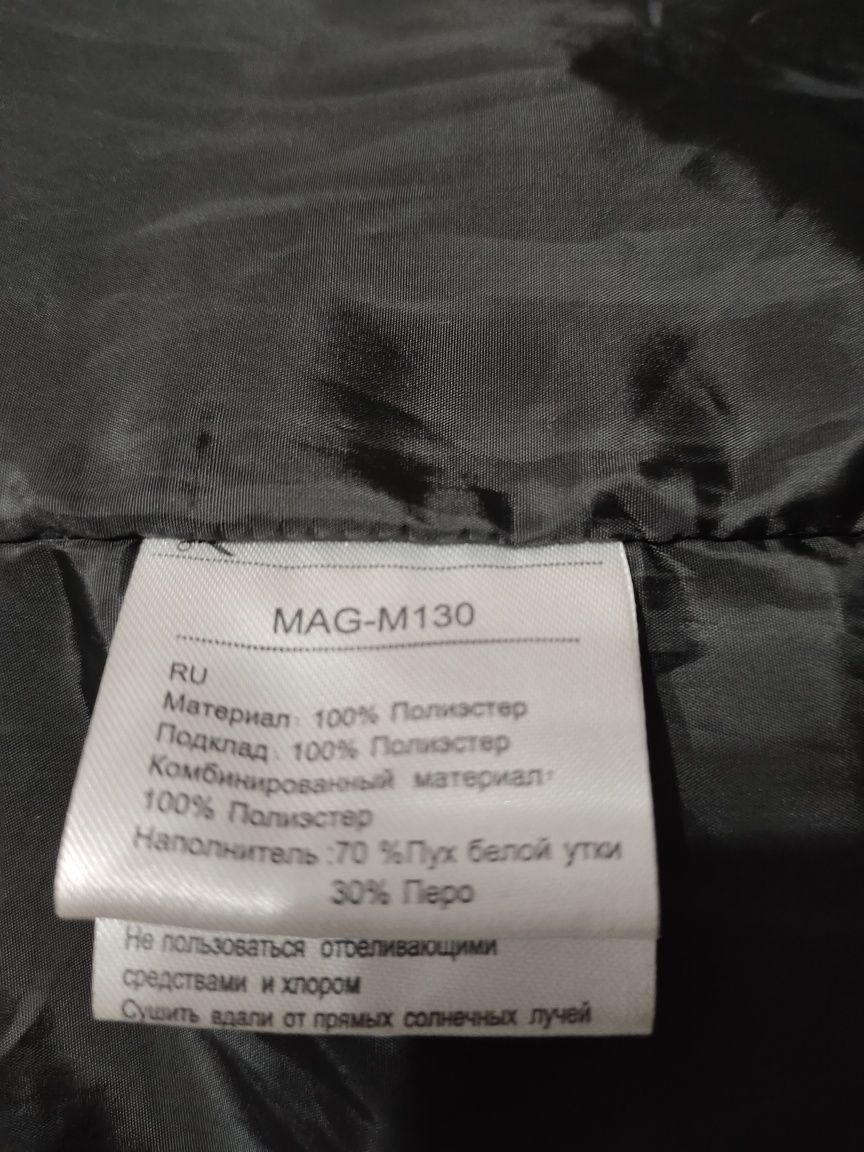 MAG-M130
RU
Материал: 100% Полиэстер
Подклад: 100% Полиэстер
Комбинированный материал:
100% Полиэстер
Наполнитель :70 %Пух белой утки
30% Перо
Не пользоваться отбеливающими
средствами и хлором
Сушить вдали от прямых солнечных лучей